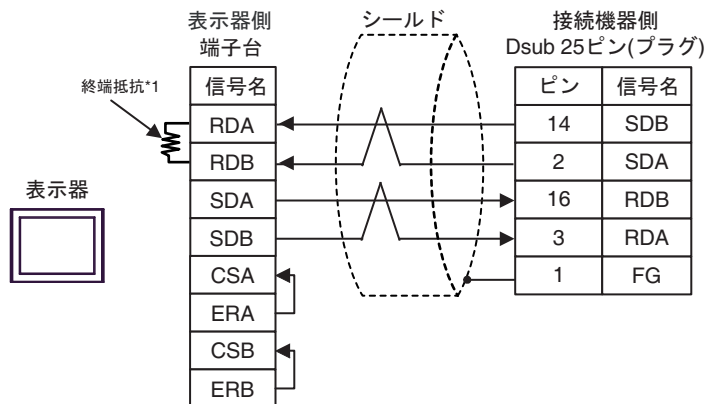 表示器側
端子台
シールド
接続機器側
Dsub 25ピン(プラグ)
終端抵抗*1
表示器
信号名
RDA
RDB
SDA
SDB
CSA
ERA
CSB
ERB
ピン 信号名
14 SDB
2 SDA
16 RDB
3 RDA
1 FG